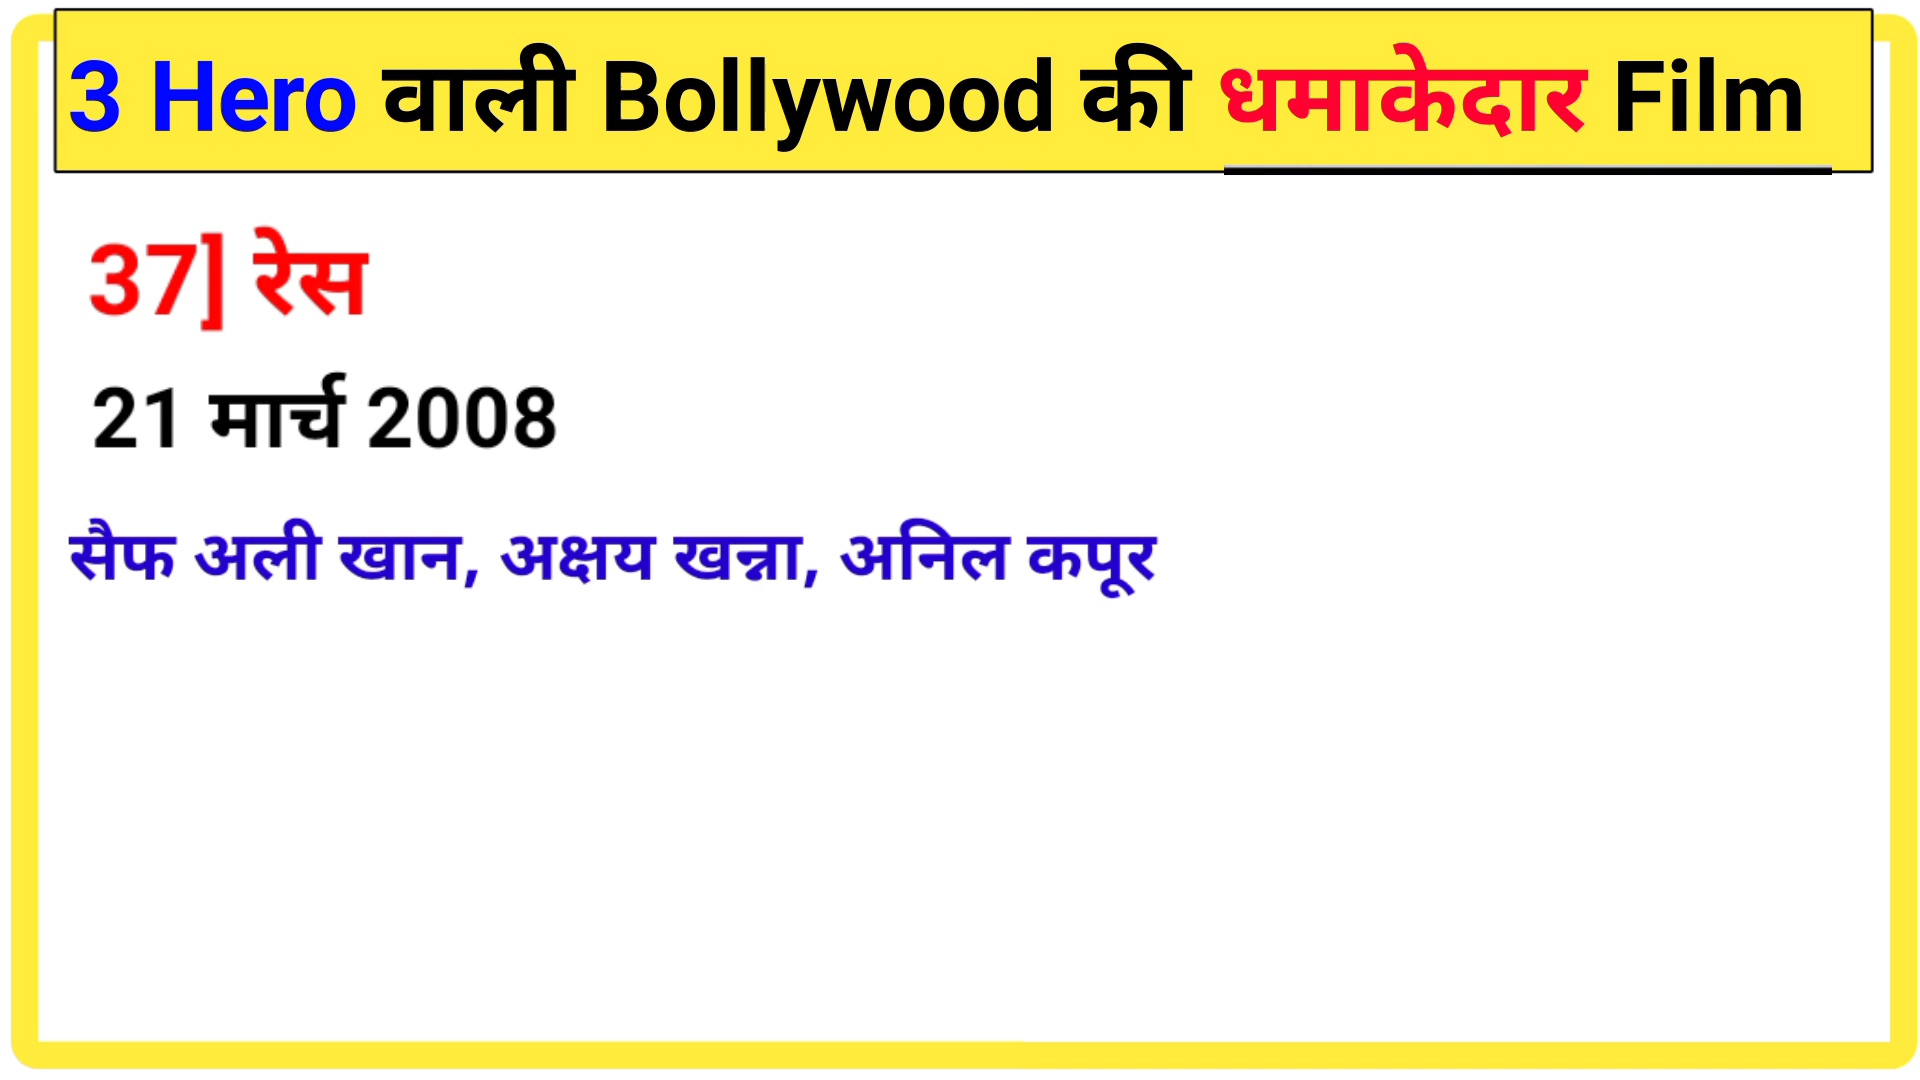 3 Hero वाली Bollywood की धमाकेदार Film
37] रेस
21 मार्च 2008
सैफ अली खान, अक्षय खन्ना, अनिल कपूर